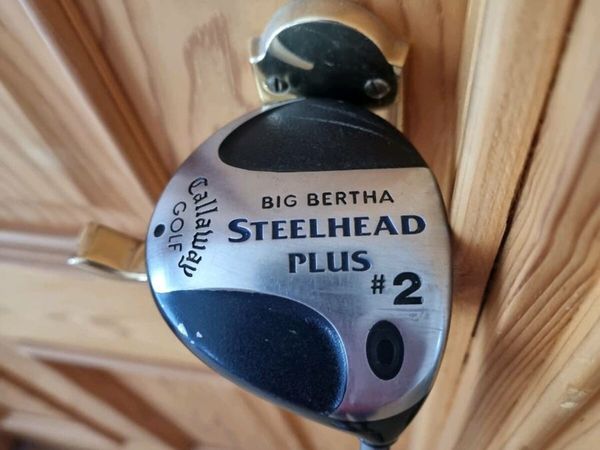 Callaway
GOLF
BIG BERTHA
STEELHEAD
PLUS
#2